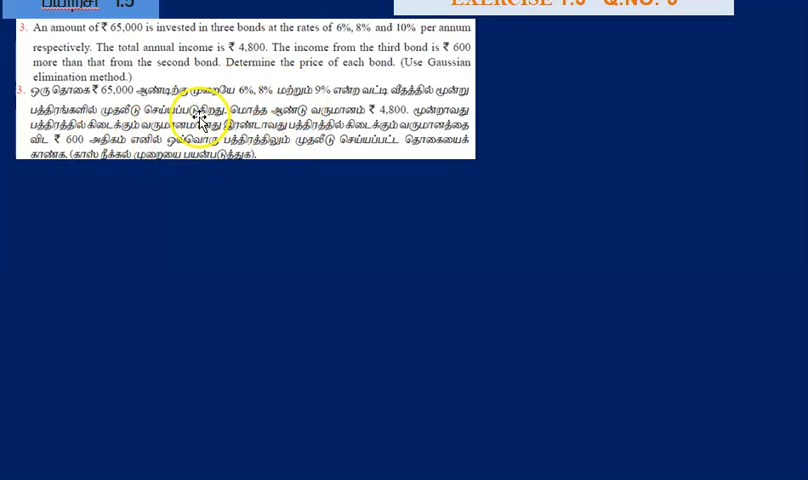 பயிற்சி 1.5
EXERCISE 1.5 Q.NO. 3
3. An amount of ₹ 65,000 is invested in three bonds at the rates of 6%, 8% and 10% per annum
respectively. The total annual income is ₹ 4,800. The income from the third bond is ₹ 600
more than that from the second bond. Determine the price of each bond. (Use Gaussian
elimination method.)
3. ஒரு தொகை ₹ 65,000 ஆண்டிற்கு முறையே 6%, 8% மற்றும் 9% என்ற வட்டி வீதத்தில் மூன்று
பத்திரங்களில் முதலீடு செய்யப்படுகிறது. மொத்த ஆண்டு வருமானம் ₹ 4,800. மூன்றாவது
பத்திரத்தில் கிடைக்கும் வருமானமானது இரண்டாவது பத்திரத்தில் கிடைக்கும் வருமானத்தை
விட ₹ 600 அதிகம் எனில் ஒவ்வொரு பத்திரத்திலும் முதலீடு செய்யப்பட்ட தொகையைக்
காண்க. (காஸ் நீக்கல் முறையை பயன்படுத்துக).